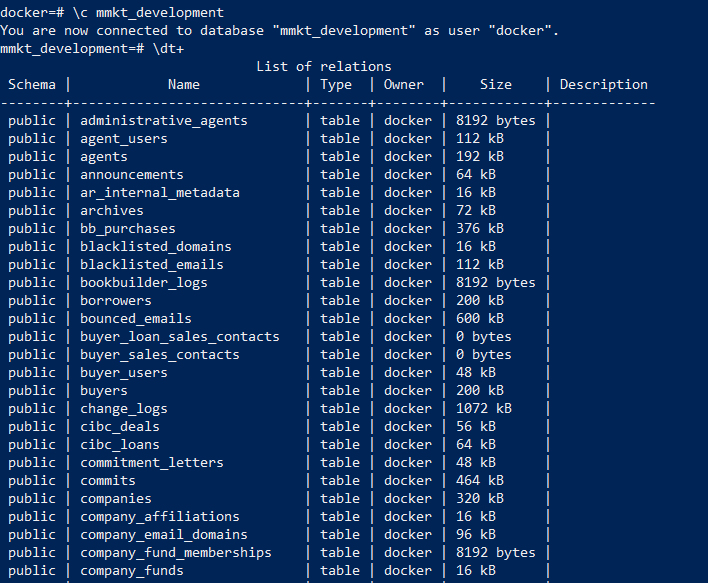 docker=# \c mmkt_development
You are now connected to database "mmkt_development" as user "docker".
mmkt_development=# \dt+
                                List of relations
 Schema |            Name             | Type  | Owner  |    Size    | Description
--------+-----------------------------+-------+--------+------------+-------------
 public | administrative_agents       | table | docker | 8192 bytes |
 public | agent_users                 | table | docker | 112 kB     |
 public | agents                      | table | docker | 192 kB     |
 public | announcements               | table | docker | 64 kB      |
 public | ar_internal_metadata        | table | docker | 16 kB      |
 public | archives                    | table | docker | 72 kB      |
 public | bb_purchases                | table | docker | 376 kB     |
 public | blacklisted_domains         | table | docker | 16 kB      |
 public | blacklisted_emails          | table | docker | 112 kB     |
 public | bookbuilder_logs            | table | docker | 8192 bytes |
 public | borrowers                   | table | docker | 200 kB     |
 public | bounced_emails              | table | docker | 600 kB     |
 public | buyer_loan_sales_contacts   | table | docker | 0 bytes    |
 public | buyer_sales_contacts        | table | docker | 0 bytes    |
 public | buyer_users                 | table | docker | 48 kB      |
 public | buyers                      | table | docker | 200 kB     |
 public | change_logs                 | table | docker | 1072 kB    |
 public | cibc_deals                  | table | docker | 56 kB      |
 public | cibc_loans                  | table | docker | 64 kB      |
 public | commitment_letters          | table | docker | 48 kB      |
 public | commits                     | table | docker | 464 kB     |
 public | companies                   | table | docker | 320 kB     |
 public | company_affiliations        | table | docker | 16 kB      |
 public | company_email_domains       | table | docker | 96 kB      |
 public | company_fund_memberships    | table | docker | 8192 bytes |
 public | company_funds               | table | docker | 16 kB      |